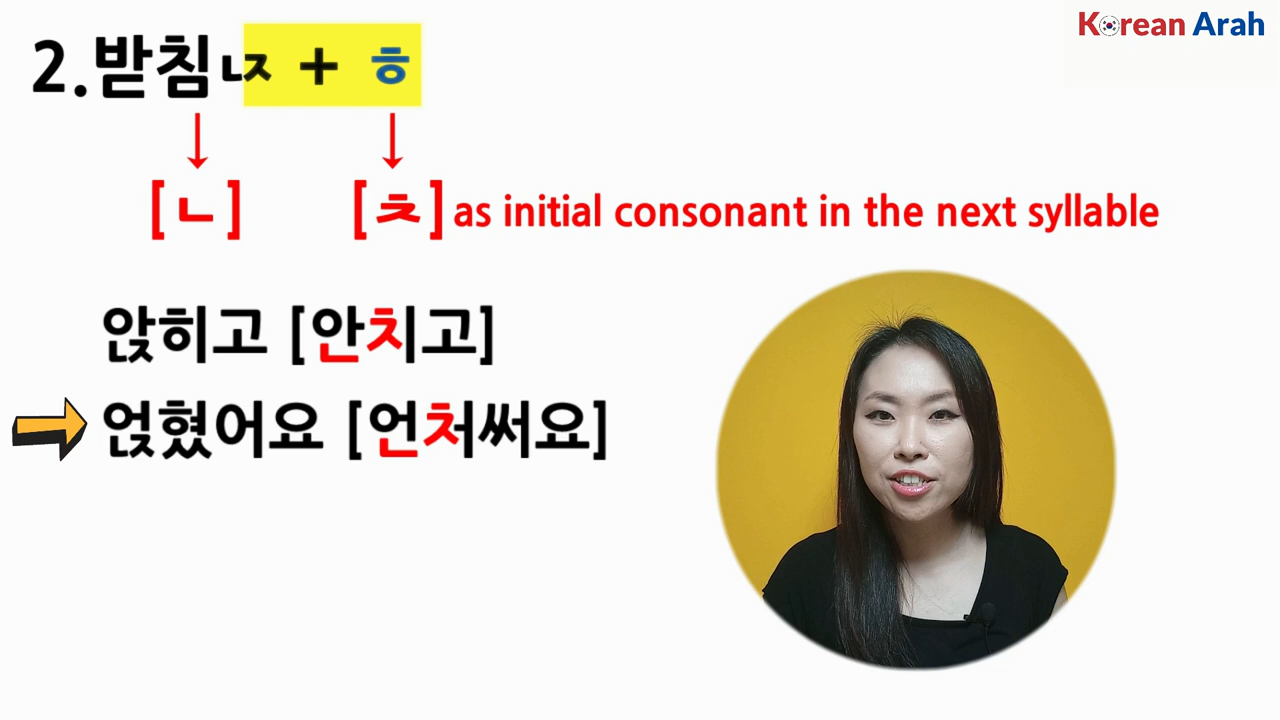 Korean Arah
2.받침ㄵ + ㅎ
↓ ↓
[ㄴ] [ㅊ] as initial consonant in the next syllable
앉히고 [안치고]
얹혔어요 [언처써요]